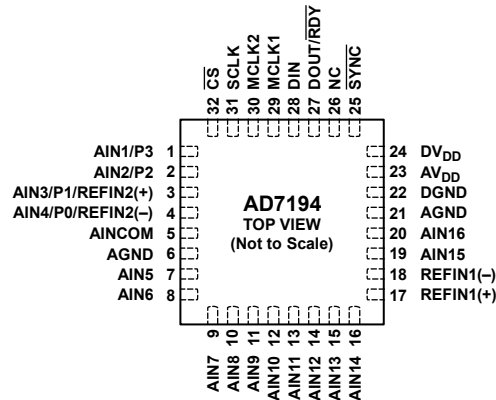 32 C̅S̅
31 SCLK
30 MCLK2
29 MCLK1
28 DIN
27 DOUT/R̅D̅Y̅
26 NC
25 S̅Y̅N̅C̅
AIN1/P3 1
AIN2/P2 2
AIN3/P1/REFIN2(+) 3
AIN4/P0/REFIN2(–) 4
AINCOM 5
AGND 6
AIN5 7
AIN6 8
AD7194
TOP VIEW
(Not to Scale)
24 DVDD
23 AVDD
22 DGND
21 AGND
20 AIN16
19 AIN15
18 REFIN1(–)
17 REFIN1(+)
AIN7 9
AIN8 10
AIN9 11
AIN10 12
AIN11 13
AIN12 14
AIN13 15
AIN14 16